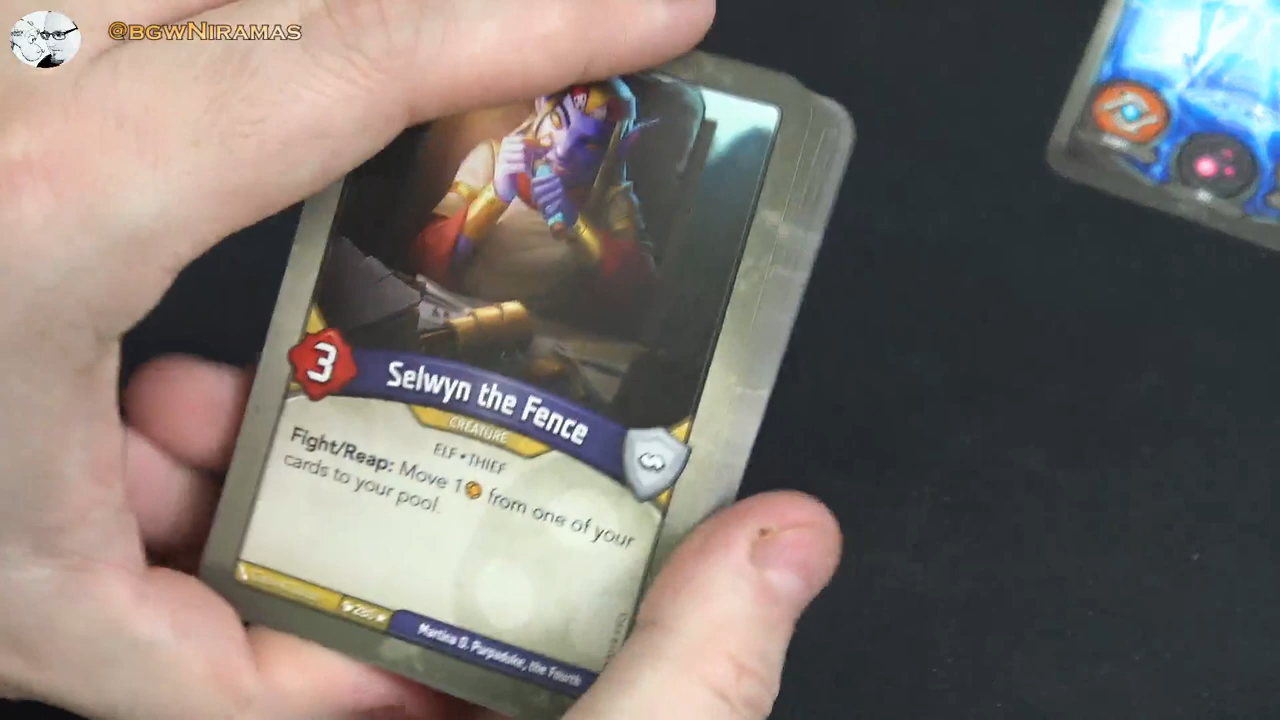 @BGWNIRAMAS
3
Selwyn the Fence
CREATURE
ELF • THIEF
Fight/Reap: Move 1 from one of your
cards to your pool.
Martina G. Purpaduke, the Fourth